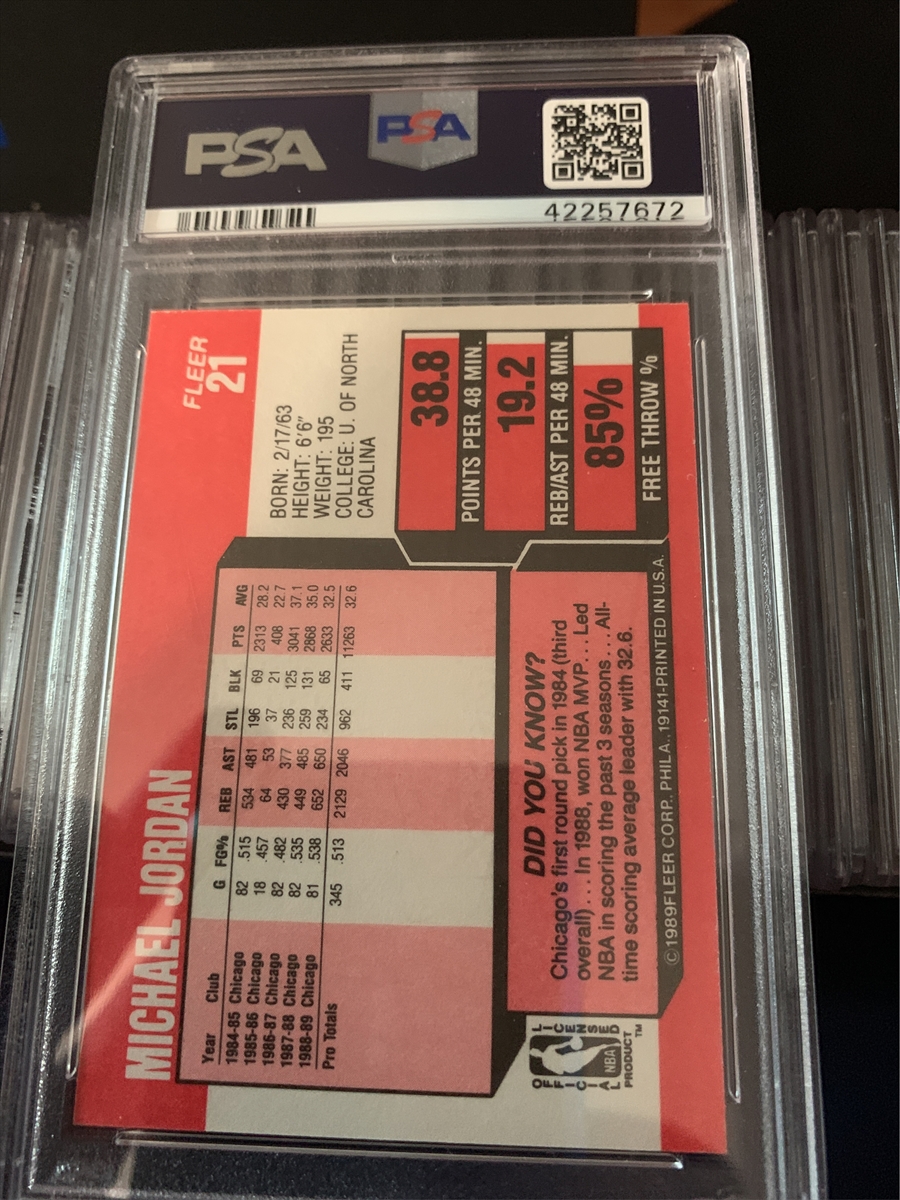 PSA
PSA
42257672
FLEER
21
MICHAEL JORDAN
BORN: 2/17/63
HEIGHT: 6'6"
WEIGHT: 195
COLLEGE: U. OF NORTH
CAROLINA
Year Club G FG% REB AST STL BLK PTS AVG
1984-85 Chicago 82 .515 534 481 196 69 2313 28.2
1985-86 Chicago 18 .457 64 53 37 21 408 22.7
1986-87 Chicago 82 .482 430 377 236 125 3041 37.1
1987-88 Chicago 82 .535 449 485 259 131 2868 35.0
1988-89 Chicago 81 .538 652 650 234 65 2633 32.5
Pro Totals 345 .513 2129 2046 962 411 11263 32.6
38.8
POINTS PER 48 MIN.
19.2
REB/AST PER 48 MIN.
85%
FREE THROW %
DID YOU KNOW?
Chicago's first round pick in 1984 (third
overall). . . . In 1988, won NBA MVP. . . Led
NBA in scoring the past 3 seasons. . . All-
time scoring average leader with 32.6.
OFFICIAL
NBA
LICENSED
PRODUCT™
©1989 FLEER CORP., PHILA., 19141-PRINTED IN U.S.A.